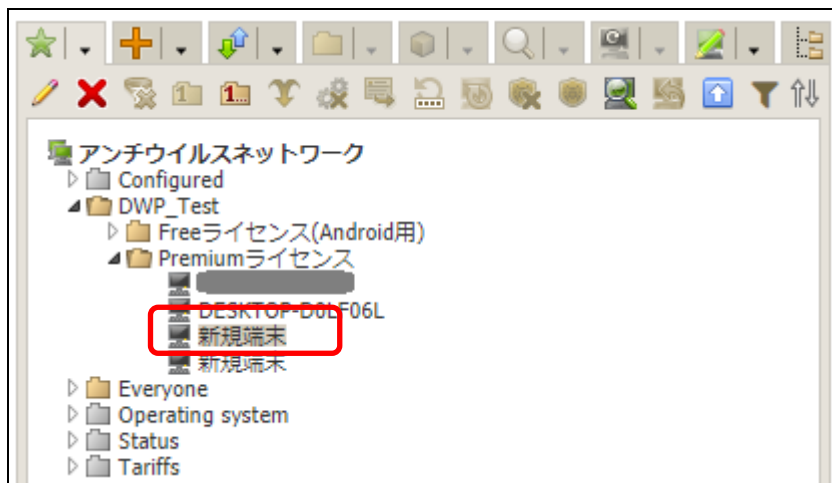 アンチウイルスネットワーク
Configured
DWP_Test
Freeライセンス(Android用)
Premiumライセンス
DESKTOP-D0LF06L
新規端末
新規端末
Everyone
Operating system
Status
Tariffs